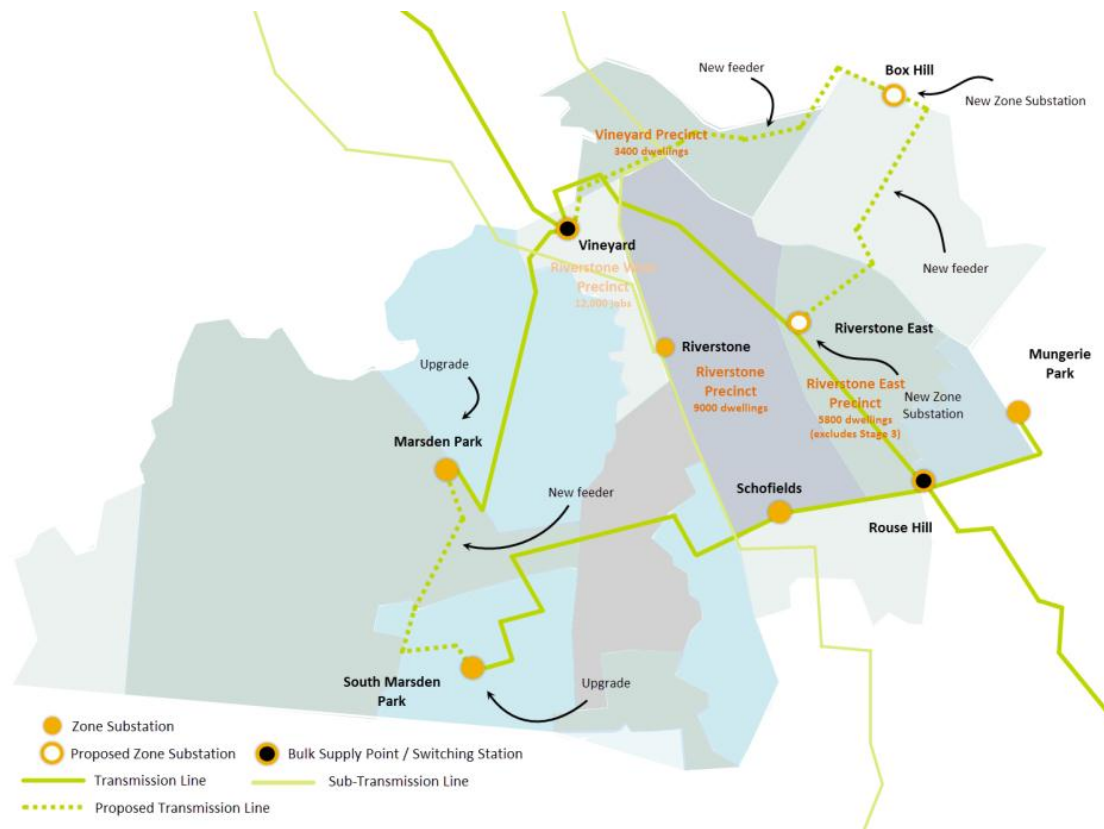 Box Hill
New feeder
New Zone Substation
Vineyard Precinct
3400 dwellings
Vineyard
Riverstone West
Precinct
12,000 jobs
New feeder
Riverstone East
Riverstone
Mungerie
Park
Upgrade
Riverstone
Precinct
9000 dwellings
Riverstone East
Precinct
5800 dwellings
(excludes Stage 3)
New Zone
Substation
Marsden Park
New feeder
Schofields
Rouse Hill
South Marsden
Park
Upgrade
Zone Substation
Proposed Zone Substation
Bulk Supply Point / Switching Station
Transmission Line
Sub-Transmission Line
Proposed Transmission Line